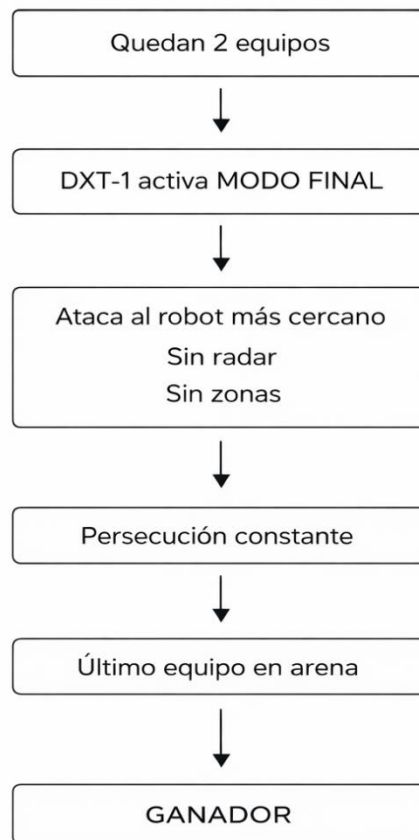 Quedan 2 equipos
DXT-1 activa MODO FINAL
Ataca al robot más cercano
Sin radar
Sin zonas
Persecución constante
Último equipo en arena
GANADOR